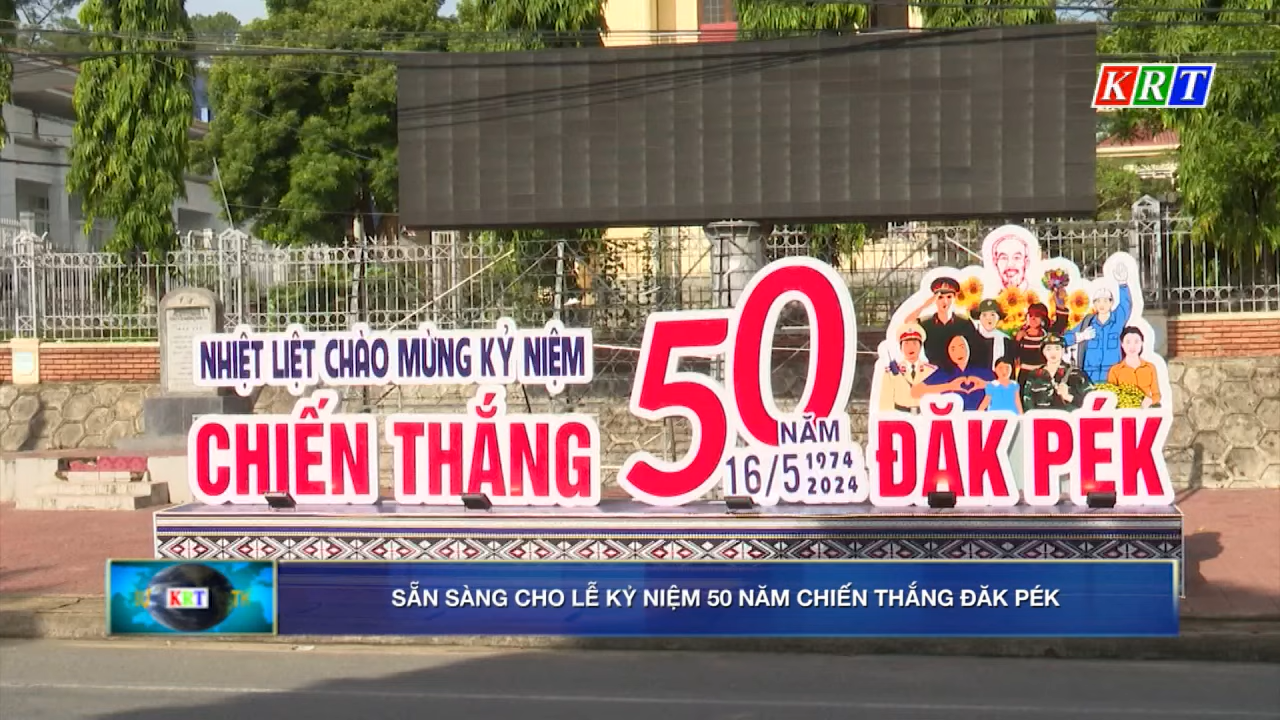 KRT
NHIỆT LIỆT CHÀO MỪNG KỶ NIỆM
CHIẾN THẮNG
50
NĂM
16/5 1974
2024
ĐĂK PÉK
KRT
SẴN SÀNG CHO LỄ KỶ NIỆM 50 NĂM CHIẾN THẮNG ĐĂK PÉK